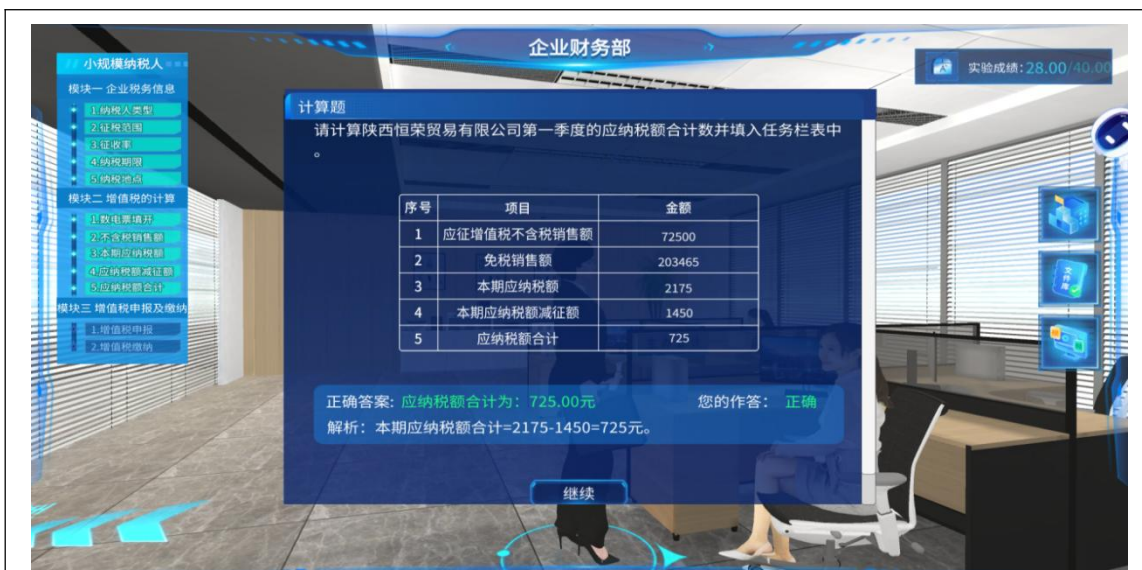 企业财务部
实验成绩:28.00/40.00
小规模纳税人
模块一 企业税务信息
1.纳税人类型
2.征税范围
3.征收率
4.纳税期限
5.纳税地点
模块二 增值税的计算
1.数电票填开
2.不含税销售额
3.本期应纳税额
4.应纳税额减征额
5.应纳税额合计
模块三 增值税申报及缴纳
1.增值税申报
2.增值税缴纳
计算题
请计算陕西恒荣贸易有限公司第一季度的应纳税额合计数并填入任务栏表中
。
序号 项目 金额
1 应征增值税不含税销售额 72500
2 免税销售额 203465
3 本期应纳税额 2175
4 本期应纳税额减征额 1450
5 应纳税额合计 725
正确答案: 应纳税额合计为：725.00元 您的作答： 正确
解析：本期应纳税额合计=2175-1450=725元。
继续
文件库